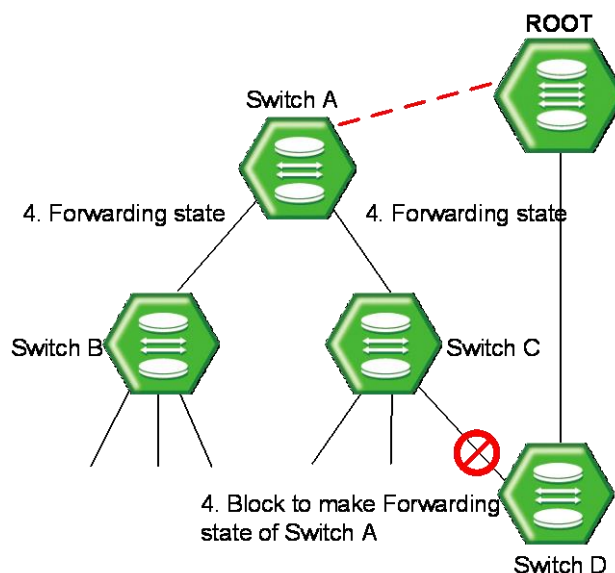 ROOT
Switch A
4. Forwarding state
4. Forwarding state
Switch B
Switch C
4. Block to make Forwarding
state of Switch A
Switch D